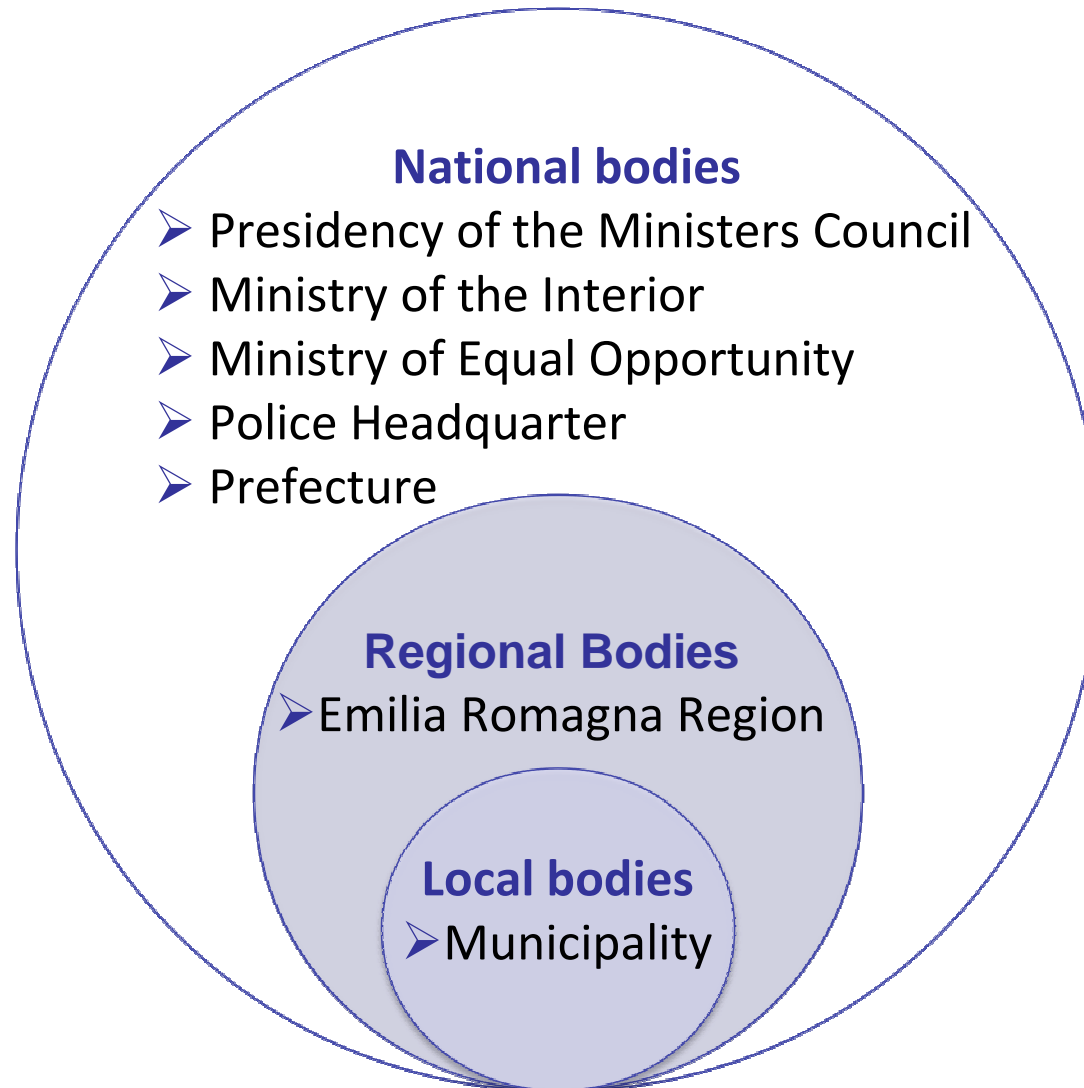 National bodies
➢ Presidency of the Ministers Council
➢ Ministry of the Interior
➢ Ministry of Equal Opportunity
➢ Police Headquarter
➢ Prefecture
Regional Bodies
➢Emilia Romagna Region
Local bodies
➢Municipality